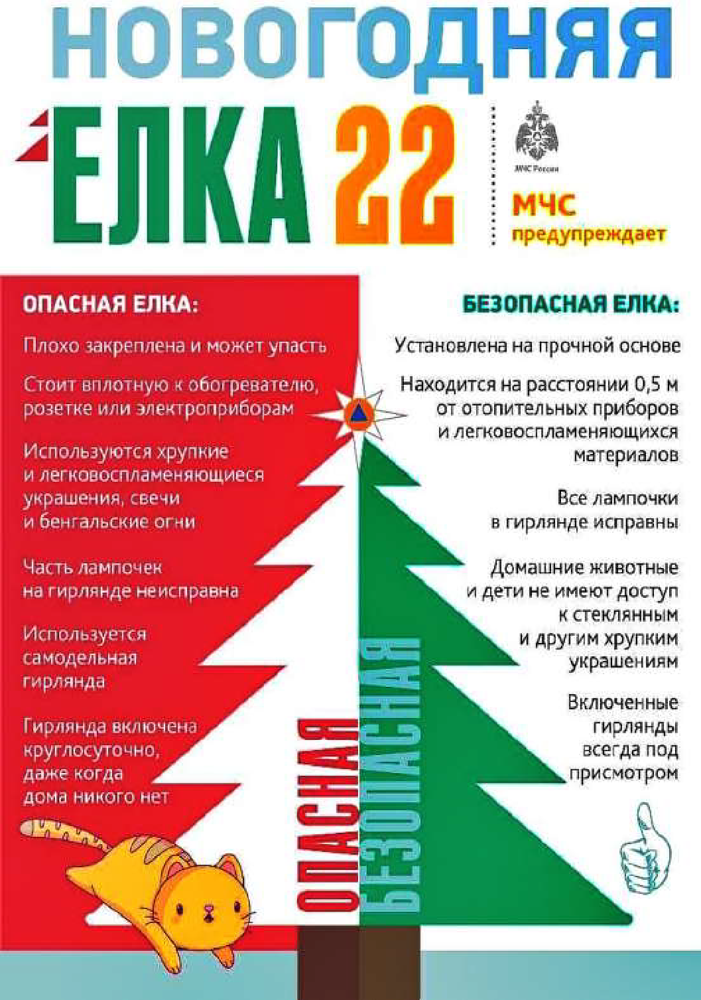 НОВОГОДНЯЯ
ЕЛКА 22
МЧС России
МЧС
предупреждает
ОПАСНАЯ ЕЛКА:
Плохо закреплена и может упасть
Стоит вплотную к обогревателю,
розетке или электроприборам
Используются хрупкие
и легковоспламеняющиеся
украшения, свечи
и бенгальские огни
Часть лампочек
на гирлянде неисправна
Используется
самодельная
гирлянда
Гирлянда включена
круглосуточно,
даже когда
дома никого нет
БЕЗОПАСНАЯ ЕЛКА:
Установлена на прочной основе
Находится на расстоянии 0,5 м
от отопительных приборов
и легковоспламеняющихся
материалов
Все лампочки
в гирлянде исправны
Домашние животные
и дети не имеют доступ
к стеклянным
и другим хрупким
украшениям
Включенные
гирлянды
всегда под
присмотром
ОПАСНАЯ
БЕЗОПАСНАЯ